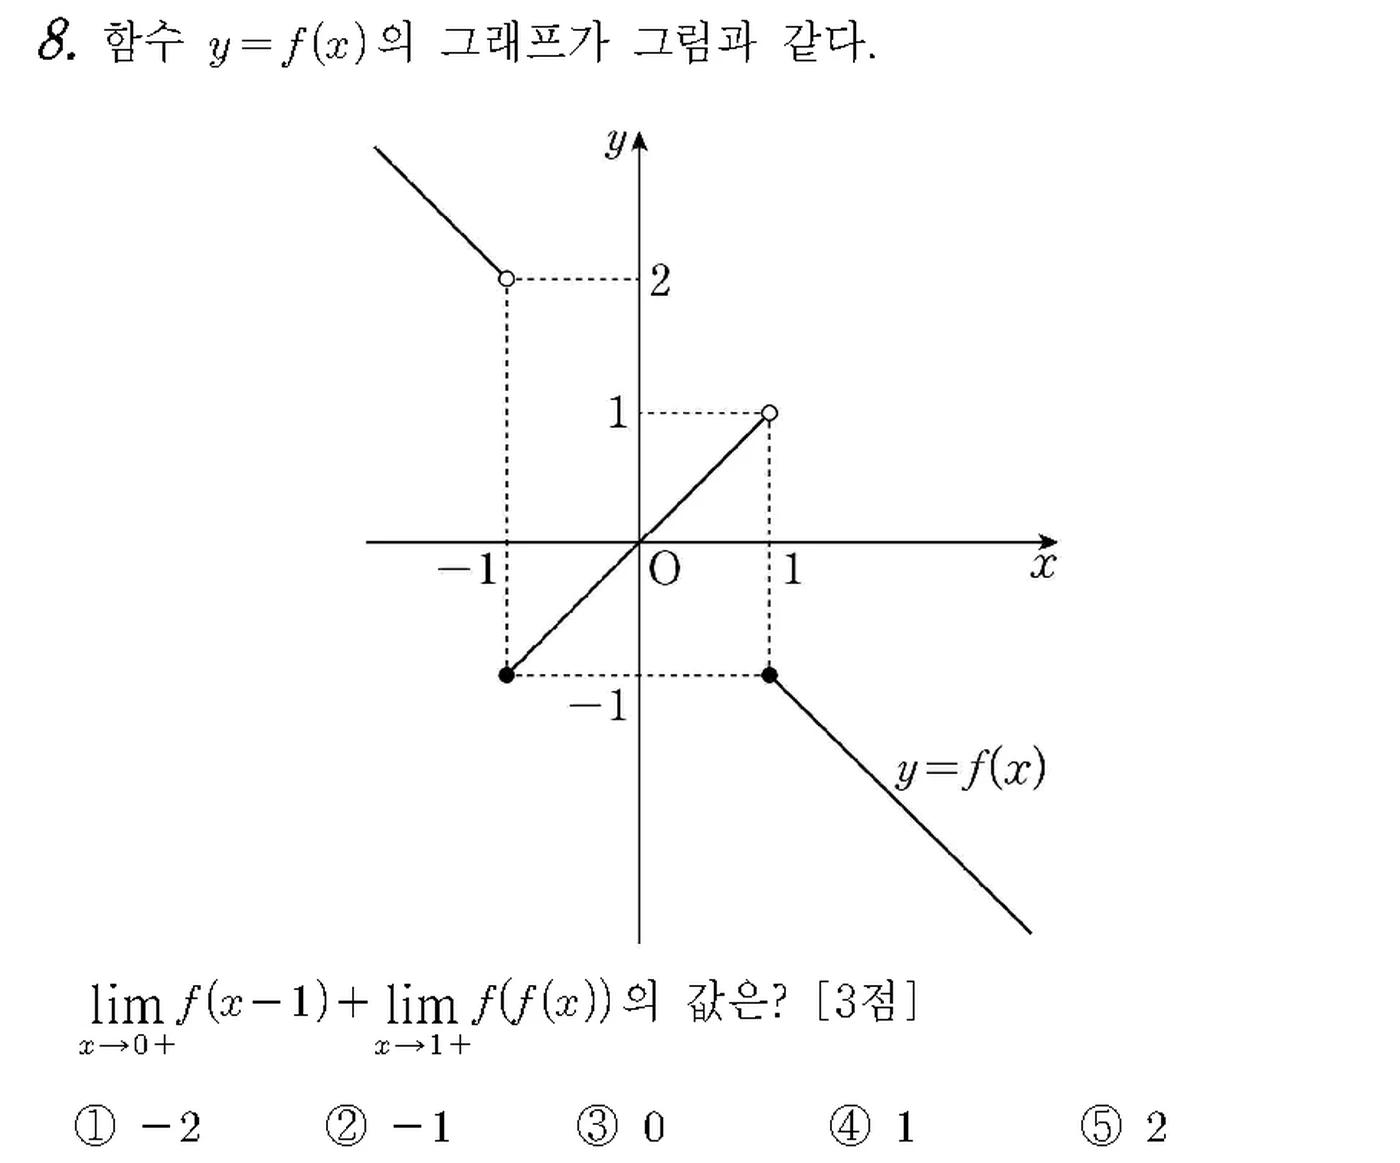 8. 함수 y=f(x)의 그래프가 그림과 같다.
y
2
1
-1 O 1 x
-1
y=f(x)
lim f(x-1)+lim f(f(x))의 값은? [3점]
x→0+ x→1+
① -2 ② -1 ③ 0 ④ 1 ⑤ 2